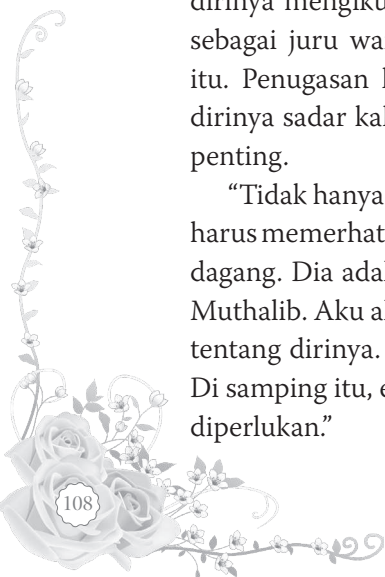 dirinya mengiku
sebagai juru wa
itu. Penugasan
dirinya sadar kal
penting.
“Tidak hanya
harus memerhat
dagang. Dia adal
Muthalib. Aku a
tentang dirinya.
Di samping itu, e
diperlukan.”
108